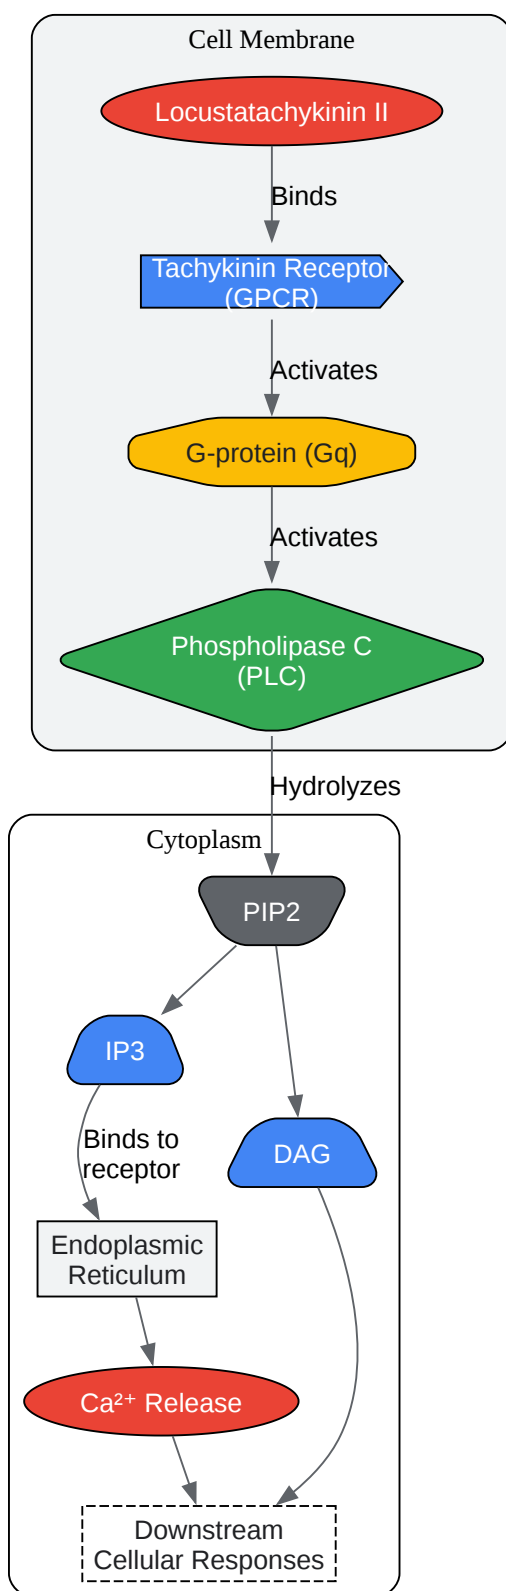 Cell Membrane
Locustatachykinin II
Binds
Tachykinin Receptor
(GPCR)
Activates
G-protein (Gq)
Activates
Phospholipase C
(PLC)
Hydrolyzes
Cytoplasm
PIP2
IP3
Binds to
receptor
DAG
Endoplasmic
Reticulum
Ca²⁺ Release
Downstream
Cellular Responses